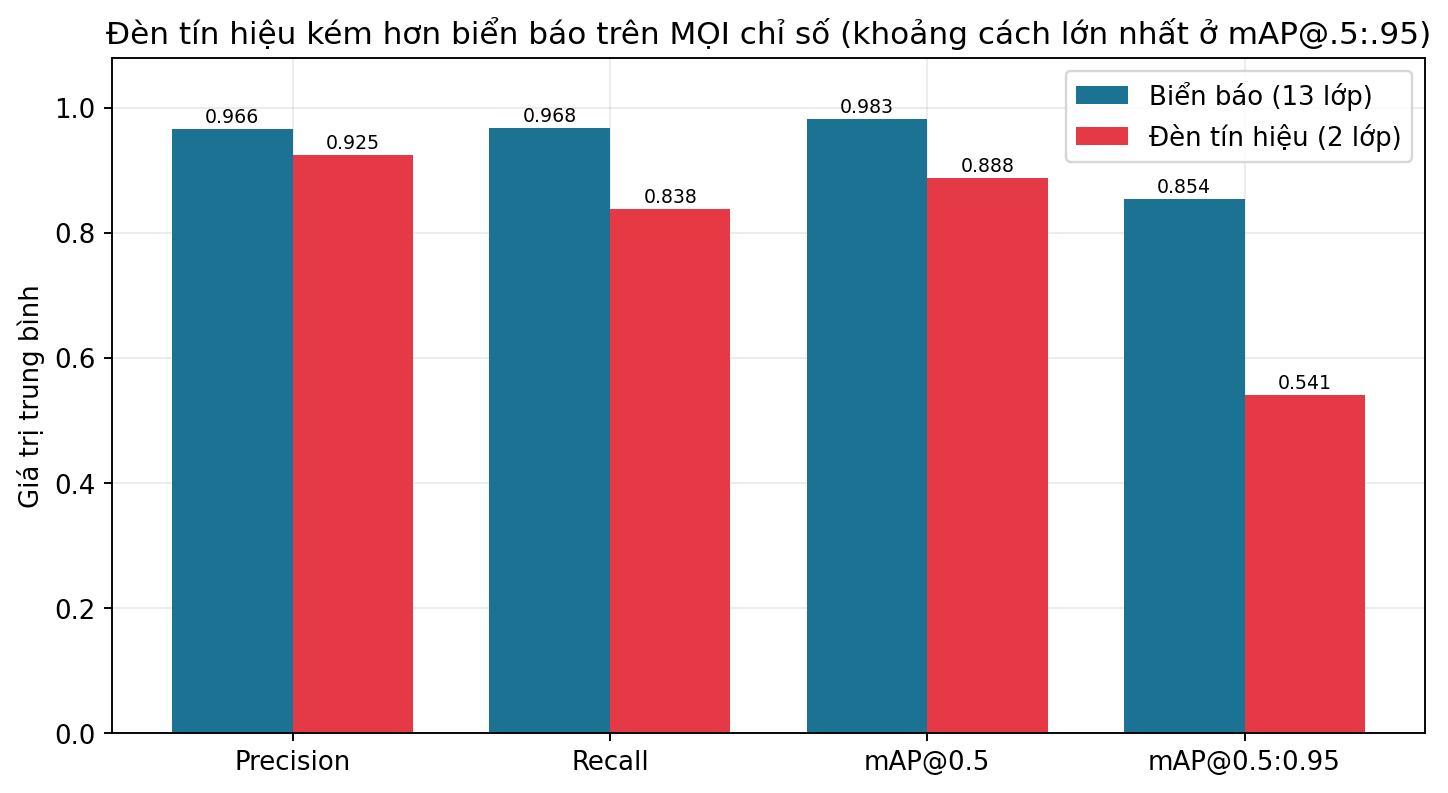 Đèn tín hiệu kém hơn biển báo trên MỌI chỉ số (khoảng cách lớn nhất ở mAP@.5:.95)
Biển báo (13 lớp)
Đèn tín hiệu (2 lớp)
Giá trị trung bình
1.0
0.8
0.6
0.4
0.2
0.0
0.966
0.925
0.968
0.838
0.983
0.888
0.854
0.541
Precision
Recall
mAP@0.5
mAP@0.5:0.95